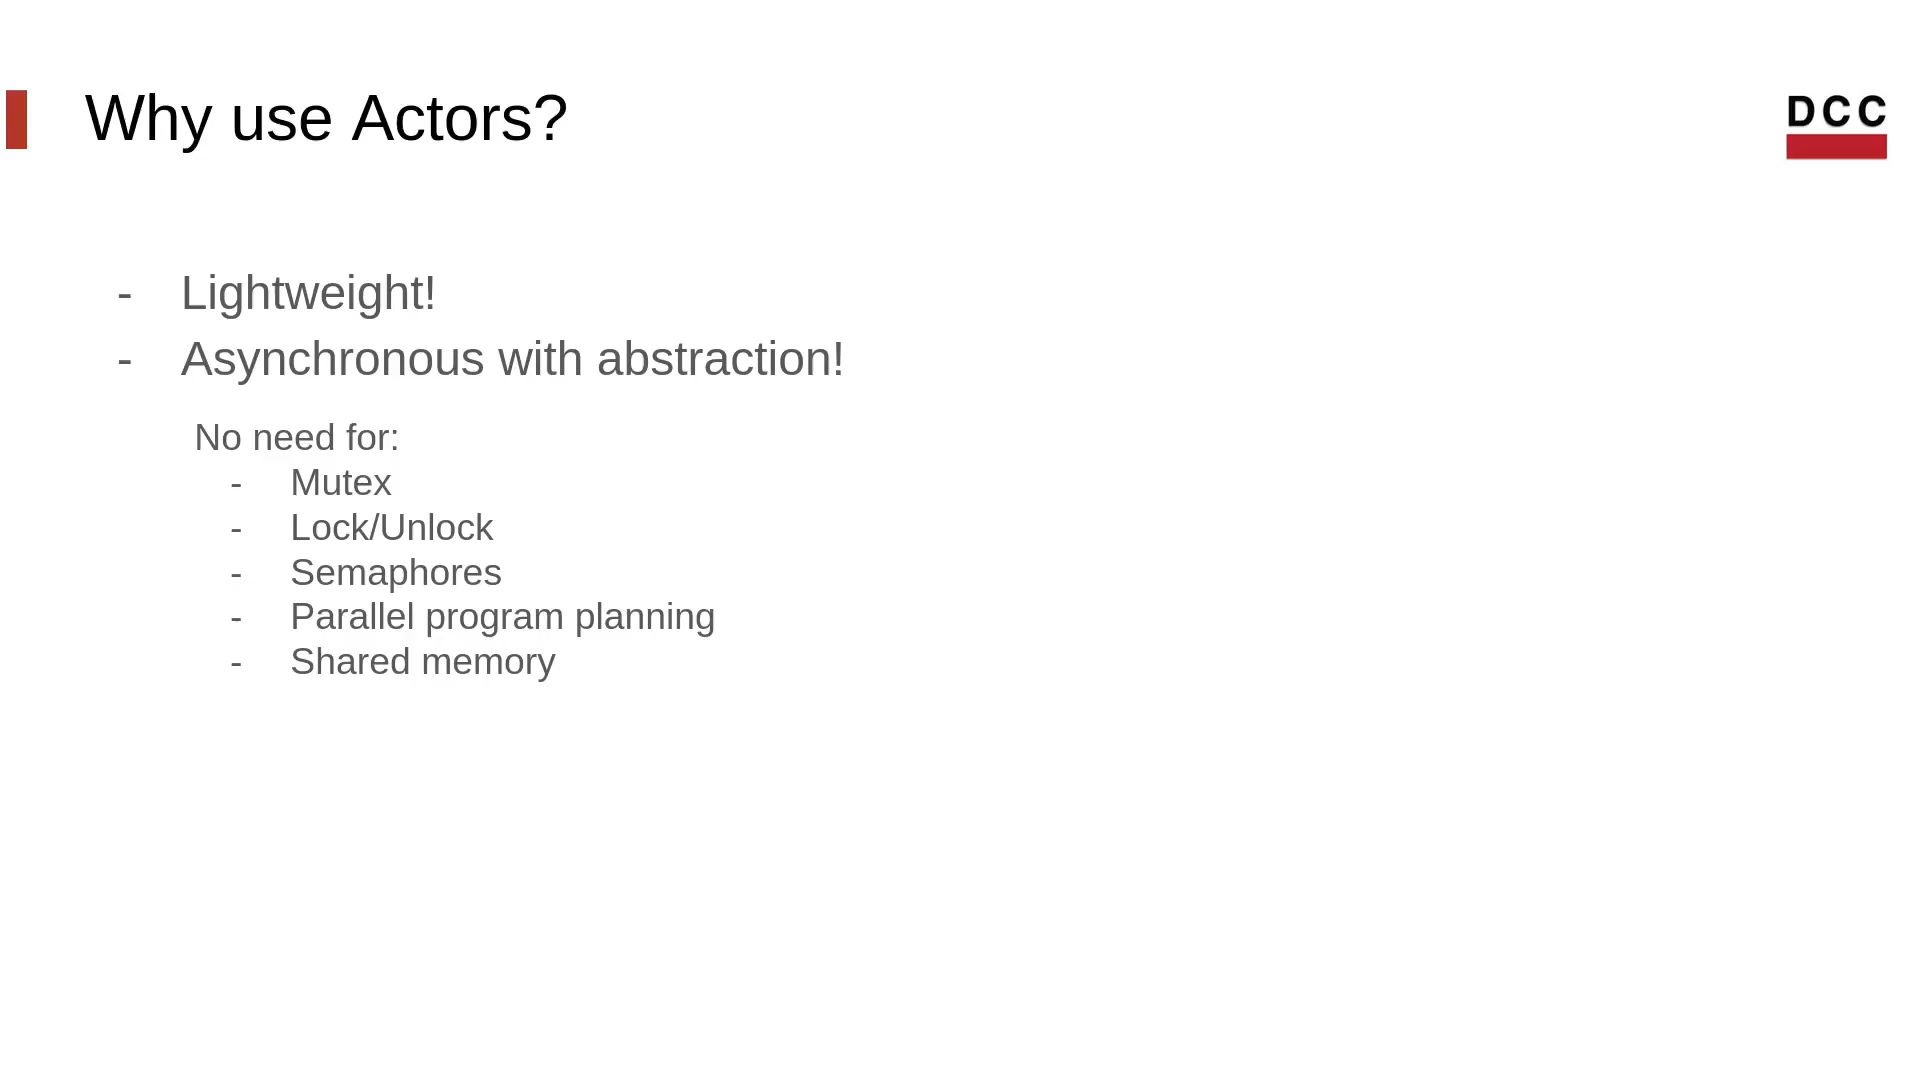 Why use Actors?
DCC
- Lightweight!
- Asynchronous with abstraction!
No need for:
- Mutex
- Lock/Unlock
- Semaphores
- Parallel program planning
- Shared memory